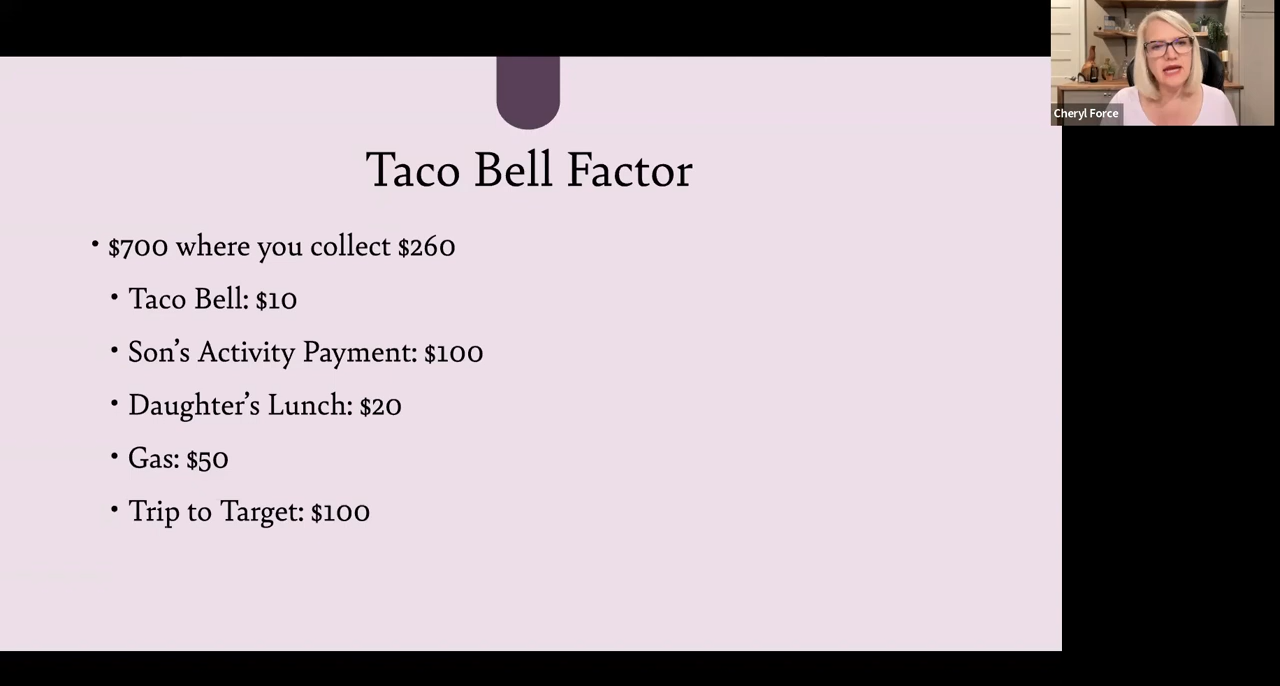 Taco Bell Factor
• $700 where you collect $260
• Taco Bell: $10
• Son’s Activity Payment: $100
• Daughter’s Lunch: $20
• Gas: $50
• Trip to Target: $100
Cheryl Force